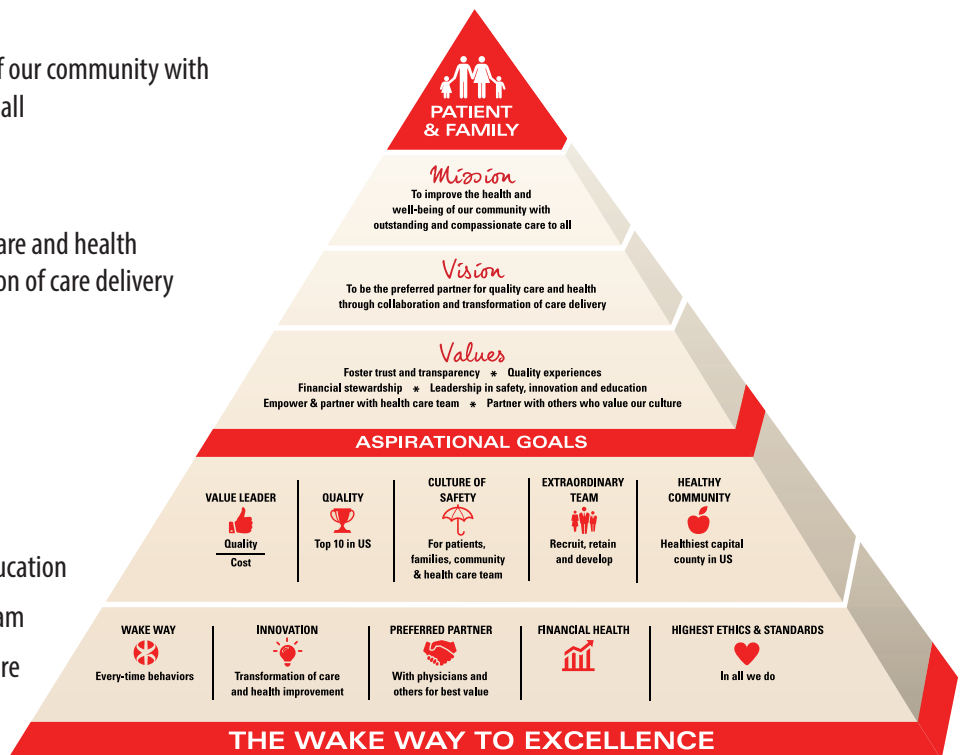 f our community with
all
are and health
on of care delivery
ucation
am
re
PATIENT
& FAMILY
Mission
To improve the health and
well-being of our community with
outstanding and compassionate care to all
Vision
To be the preferred partner for quality care and health
through collaboration and transformation of care delivery
Values
Foster trust and transparency * Quality experiences
Financial stewardship * Leadership in safety, innovation and education
Empower & partner with health care team * Partner with others who value our culture
ASPIRATIONAL GOALS
VALUE LEADER
Quality
Cost
QUALITY
Top 10 in US
CULTURE OF
SAFETY
For patients,
families, community
& health care team
EXTRAORDINARY
TEAM
Recruit, retain
and develop
HEALTHY
COMMUNITY
Healthiest capital
county in US
WAKE WAY
Every-time behaviors
INNOVATION
Transformation of care
and health improvement
PREFERRED PARTNER
With physicians and
others for best value
FINANCIAL HEALTH
HIGHEST ETHICS & STANDARDS
In all we do
THE WAKE WAY TO EXCELLENCE